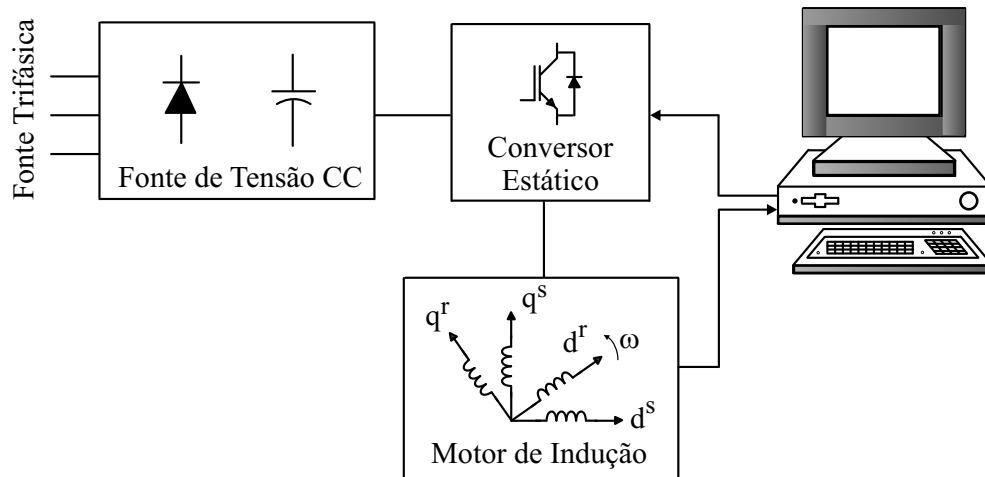 Fonte Trifásica
Fonte de Tensão CC
Conversor
Estático
q^r
q^s
d^r
ω
d^s
Motor de Indução